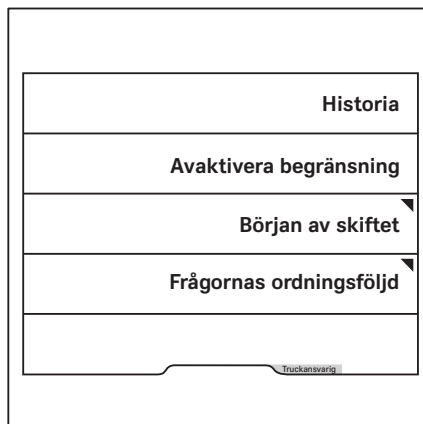 Historia
Avaktivera begränsning
Början av skiftet
Frågornas ordningsföljd
Truckansvarig